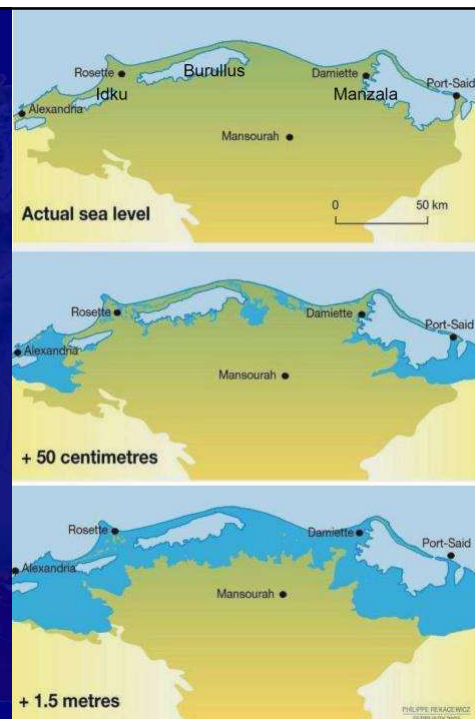 Rosette
Burullus
Damiette
Port-Said
Idku
Manzala
Alexandria
Mansourah
Actual sea level
0 50 km
Rosette
Damiette
Port-Said
Alexandria
Mansourah
+ 50 centimetres
Rosette
Damiette
Port-Said
Alexandria
Mansourah
+ 1.5 metres
PHILIPPE REKACEWICZ